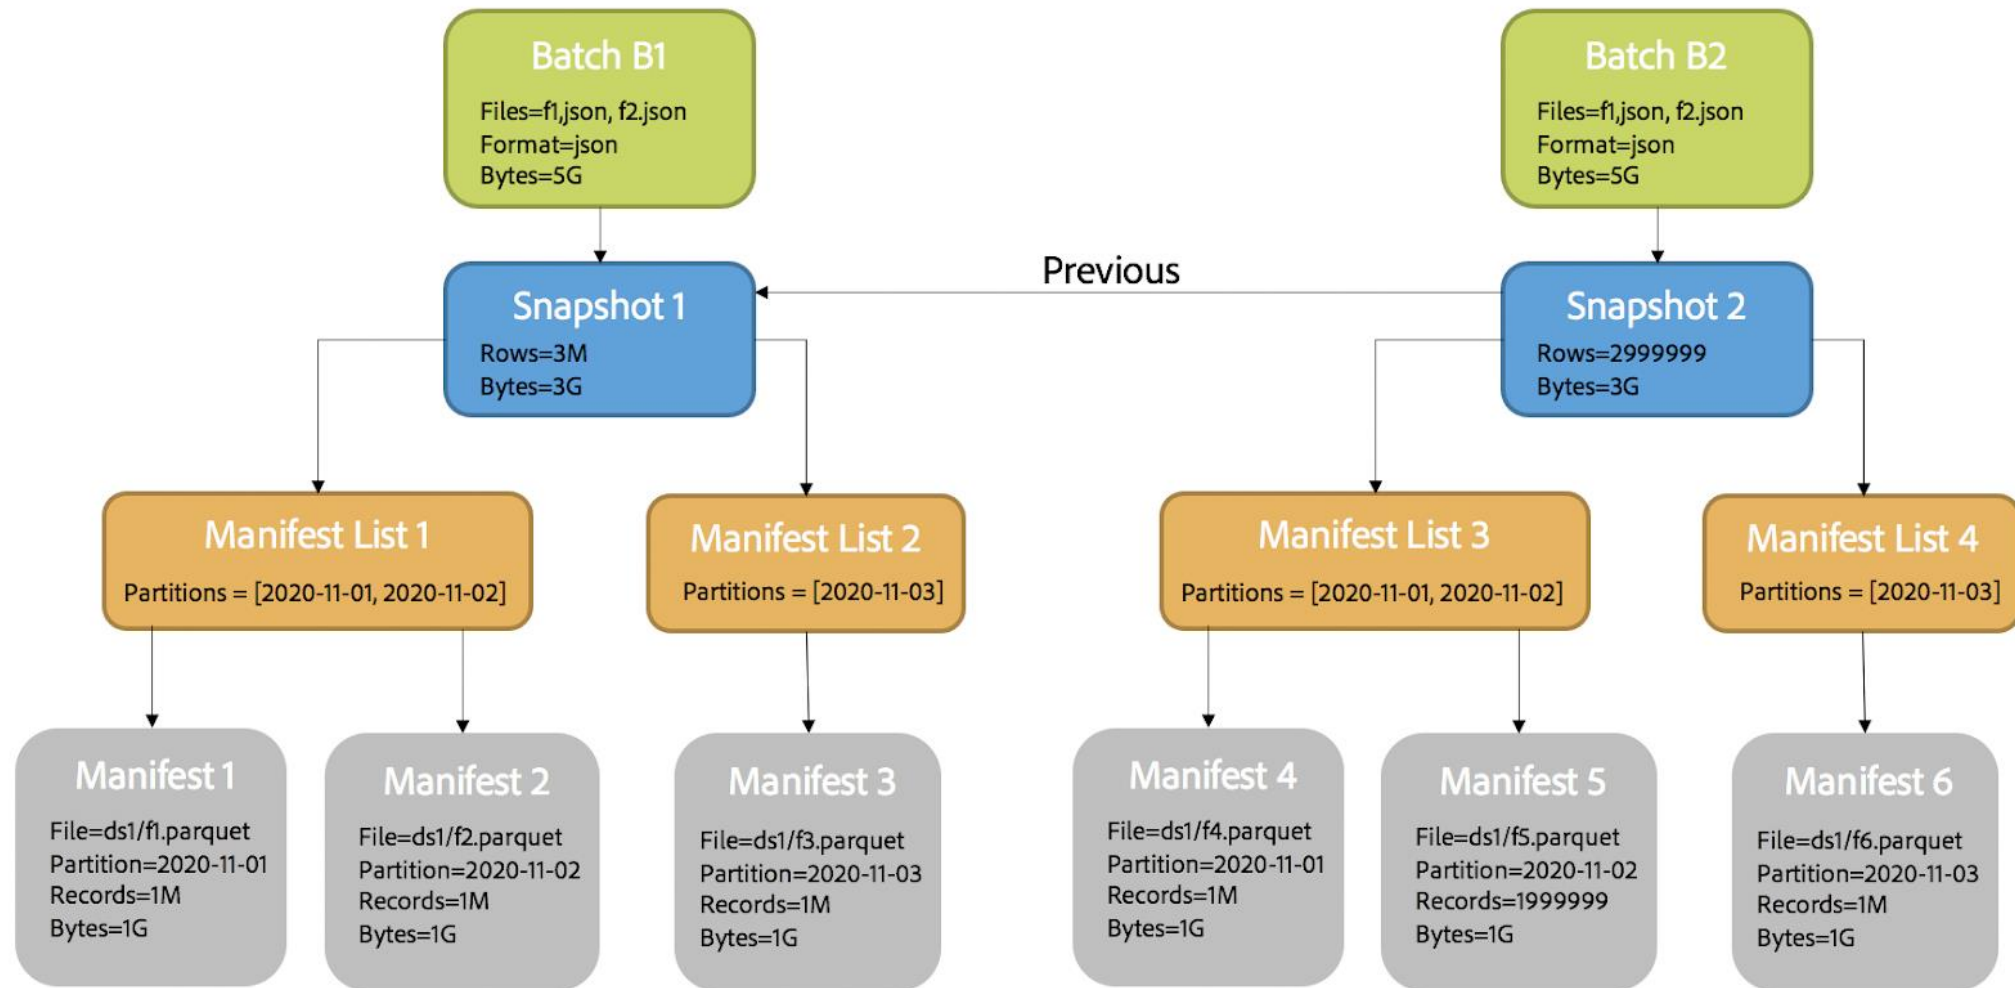 Batch B1
Files=f1,json, f2.json
Format=json
Bytes=5G
Batch B2
Files=f1,json, f2.json
Format=json
Bytes=5G
Previous
Snapshot 1
Rows=3M
Bytes=3G
Snapshot 2
Rows=2999999
Bytes=3G
Manifest List 1
Partitions = [2020-11-01, 2020-11-02]
Manifest List 2
Partitions = [2020-11-03]
Manifest List 3
Partitions = [2020-11-01, 2020-11-02]
Manifest List 4
Partitions = [2020-11-03]
Manifest 1
File=ds1/f1.parquet
Partition=2020-11-01
Records=1M
Bytes=1G
Manifest 2
File=ds1/f2.parquet
Partition=2020-11-02
Records=1M
Bytes=1G
Manifest 3
File=ds1/f3.parquet
Partition=2020-11-03
Records=1M
Bytes=1G
Manifest 4
File=ds1/f4.parquet
Partition=2020-11-01
Records=1M
Bytes=1G
Manifest 5
File=ds1/f5.parquet
Partition=2020-11-02
Records=1999999
Bytes=1G
Manifest 6
File=ds1/f6.parquet
Partition=2020-11-03
Records=1M
Bytes=1G